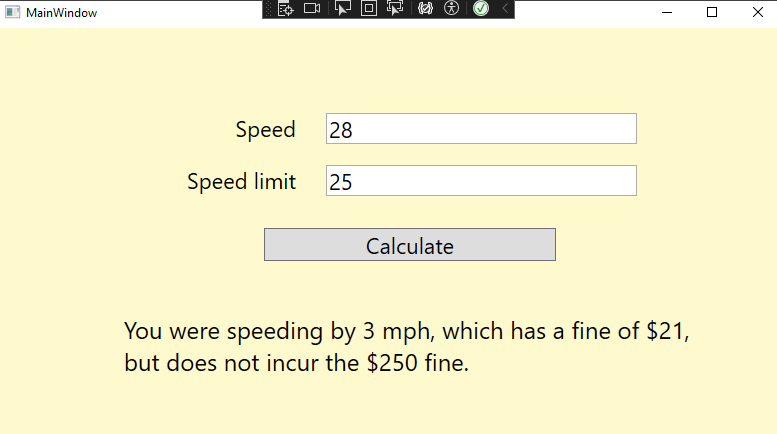 MainWindow
Speed 28
Speed limit 25
Calculate
You were speeding by 3 mph, which has a fine of $21,
but does not incur the $250 fine.